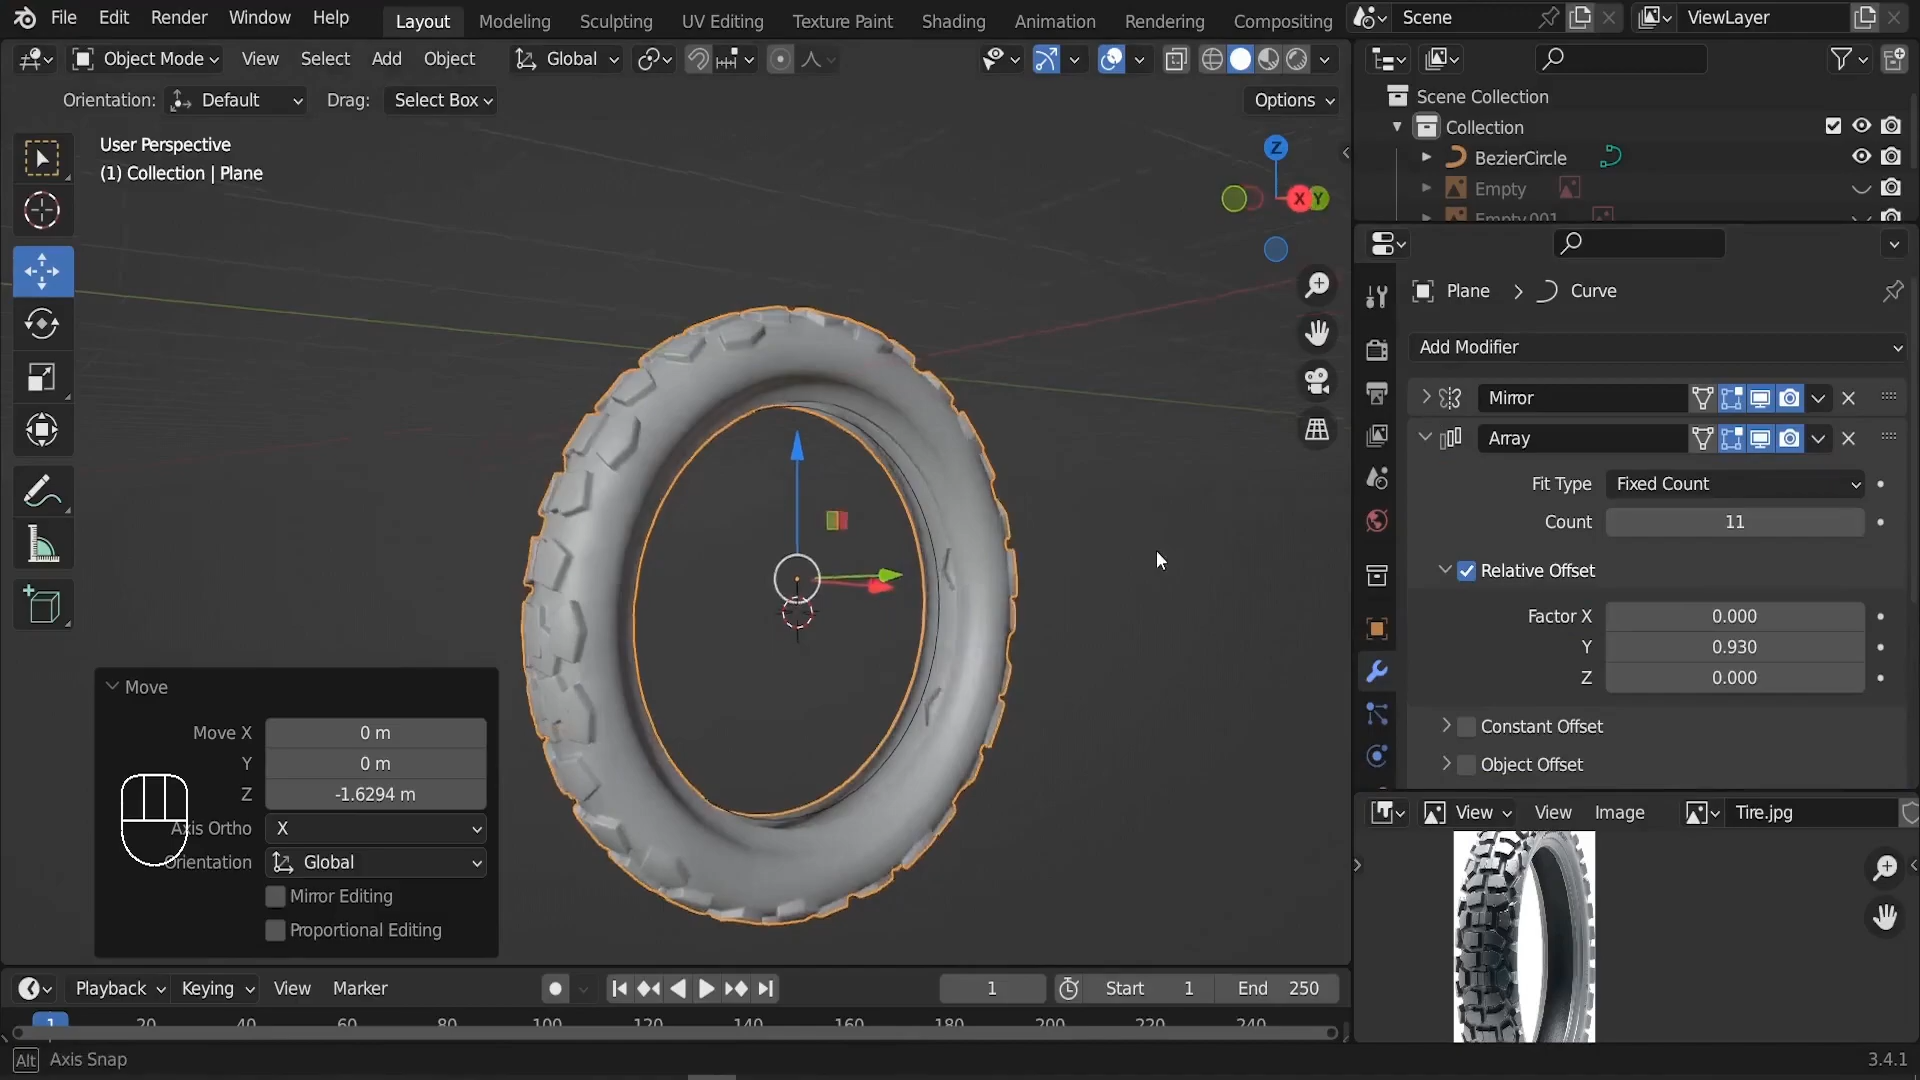 File Edit Render Window Help Layout Modeling Sculpting UV Editing Texture Paint Shading Animation Rendering Compositing Scene ViewLayer
Object Mode View Select Add Object Global
Orientation: Default Drag: Select Box Options
User Perspective
(1) Collection | Plane
Z
X Y
Scene Collection
Collection
BezierCircle
Empty
Empty.001
Plane > Curve
Add Modifier
Mirror
Array
Fit Type Fixed Count
Count 11
Relative Offset
Factor X 0.000
Y 0.930
Z 0.000
Constant Offset
Object Offset
Move
Move X 0 m
Y 0 m
Z -1.6294 m
Axis Ortho X
Orientation Global
Mirror Editing
Proportional Editing
View View Image Tire.jpg
Playback Keying View Marker 1 Start 1 End 250
1 20 40 60 80 100 120 140 160 180 200 220 240
Alt Axis Snap 3.4.1